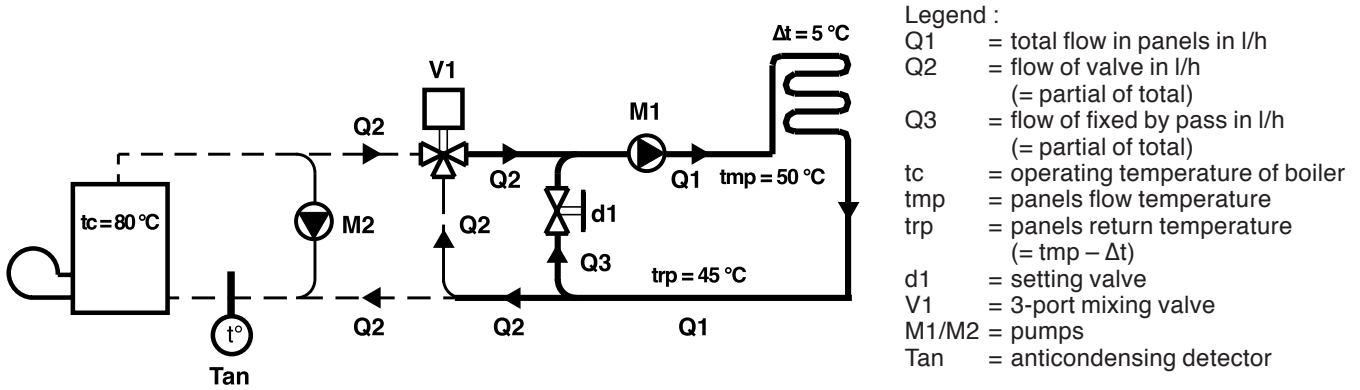 Δt = 5 °C
V1
M1
Q2
Q2
Q1
tmp = 50 °C
tc = 80 °C
M2
Q2
d1
Q3
trp = 45 °C
Q2
Q2
Q1
t°
Tan
Legend :
Q1 = total flow in panels in l/h
Q2 = flow of valve in l/h
(= partial of total)
Q3 = flow of fixed by pass in l/h
(= partial of total)
tc = operating temperature of boiler
tmp = panels flow temperature
trp = panels return temperature
(= tmp – Δt)
d1 = setting valve
V1 = 3-port mixing valve
M1/M2 = pumps
Tan = anticondensing detector